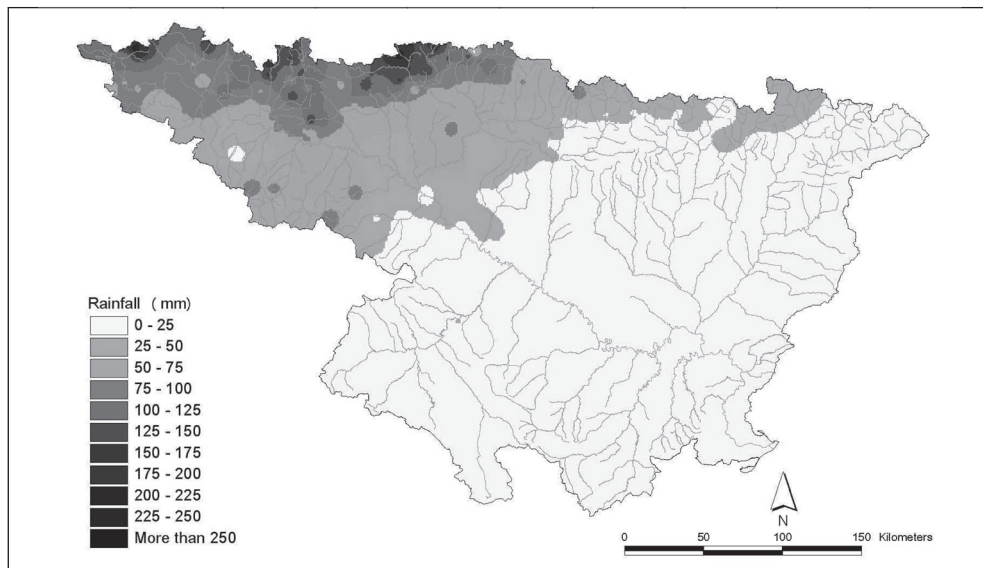 Rainfall ( mm)
0 - 25
25 - 50
50 - 75
75 - 100
100 - 125
125 - 150
150 - 175
175 - 200
200 - 225
225 - 250
More than 250
N
0 50 100 150 Kilometers